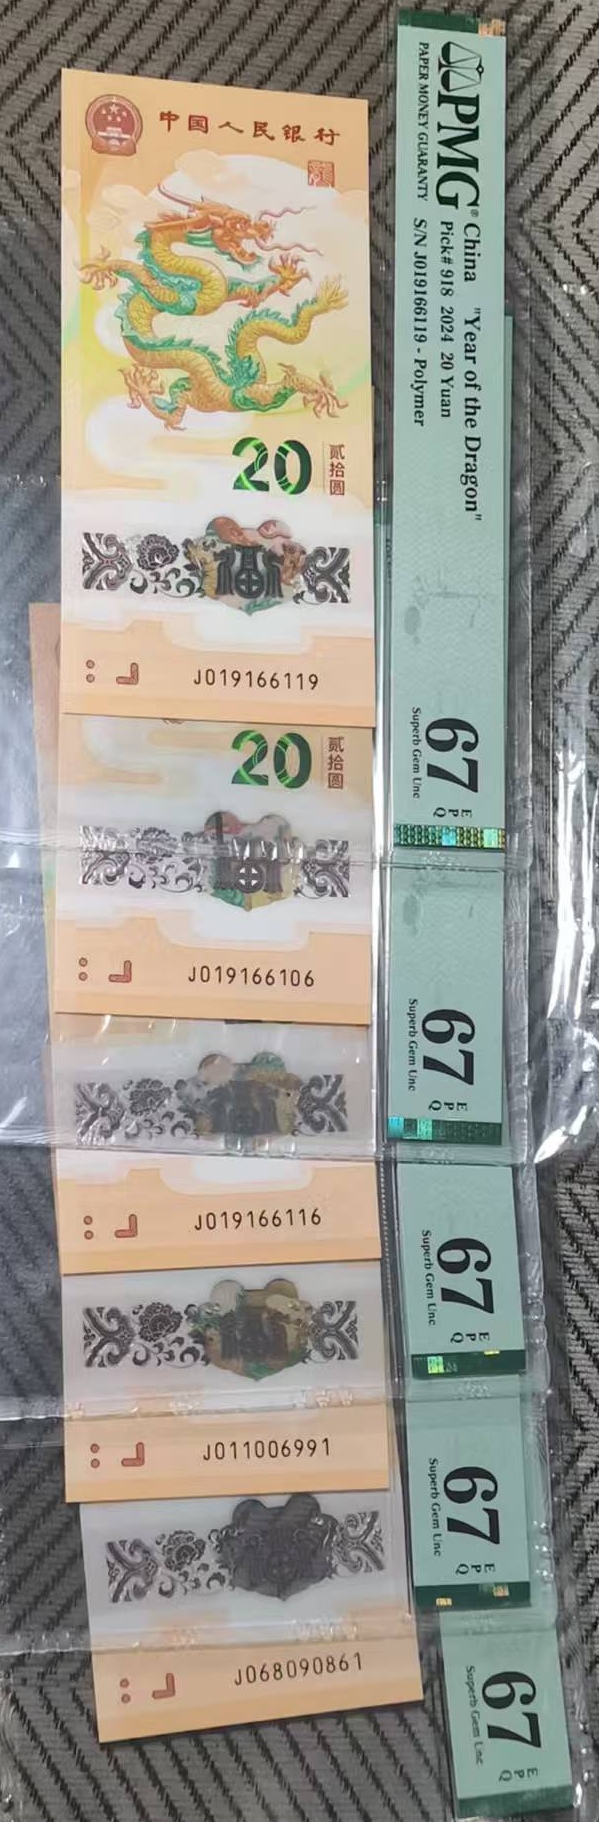 中国人民银行
20
贰拾圆
福
J019166119
PMG®
PAPER MONEY GUARANTY
China "Year of the Dragon"
Pick# 918 2024 20 Yuan
S/N J019166119 - Polymer
67
EPQ
Superb Gem Unc
20
贰拾圆
福
J019166106
67
EPQ
Superb Gem Unc
J019166116
67
EPQ
Superb Gem Unc
J011006991
67
EPQ
Superb Gem Unc
J068090861
67
EPQ
Superb Gem Unc